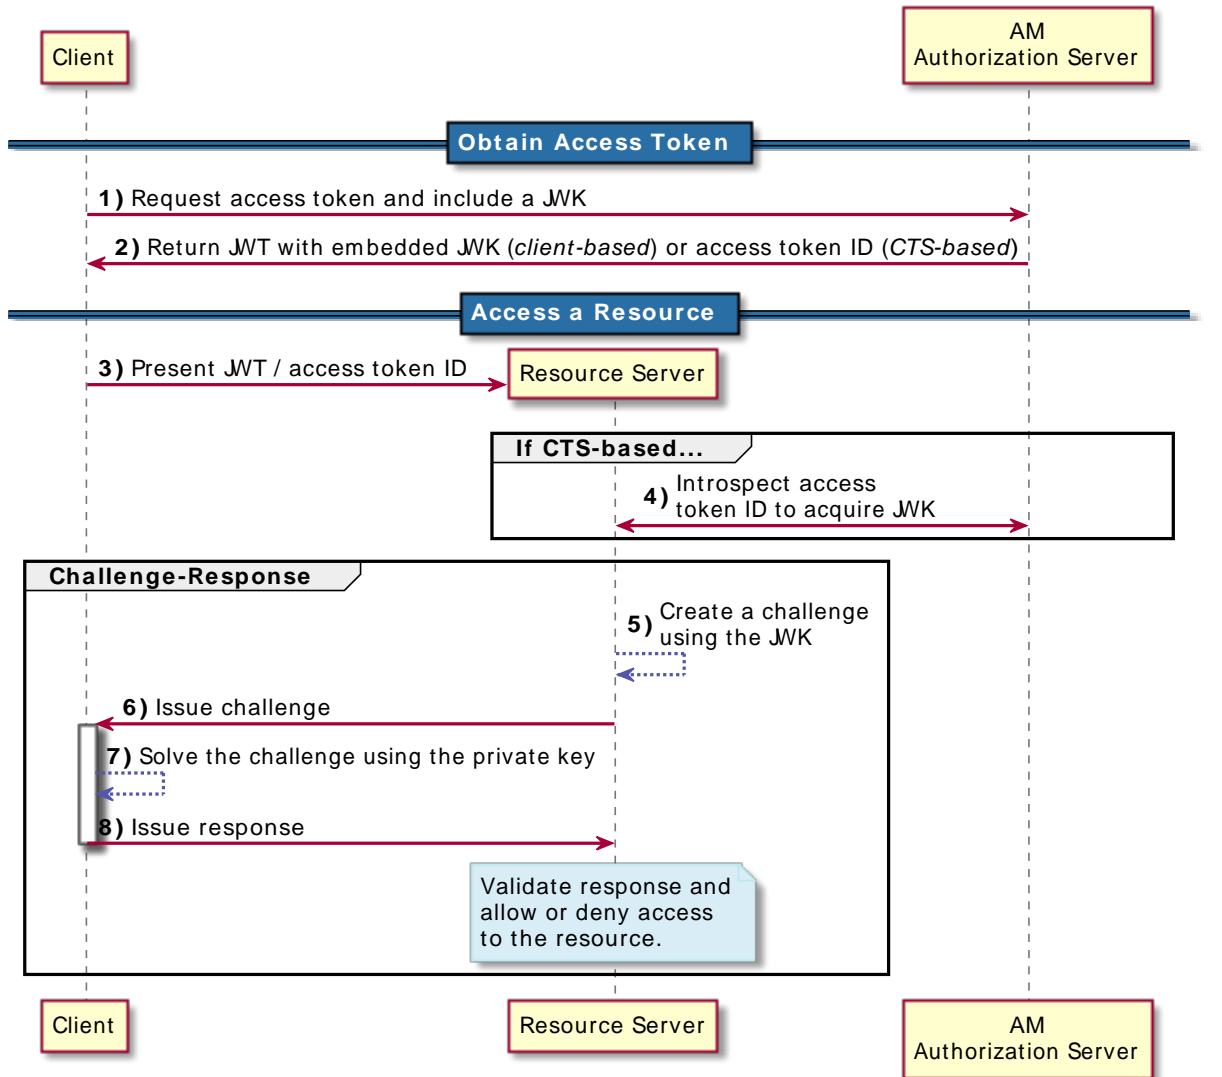 Client
AM
Authorization Server
Obtain Access Token
1) Request access token and include a JWK
2) Return JWT with embedded JWK (client-based) or access token ID (CTS-based)
Access a Resource
3) Present JWT / access token ID
Resource Server
If CTS-based...
4) Introspect access
token ID to acquire JWK
Challenge-Response
5) Create a challenge
using the JWK
6) Issue challenge
7) Solve the challenge using the private key
8) Issue response
Validate response and
allow or deny access
to the resource.
Client
Resource Server
AM
Authorization Server